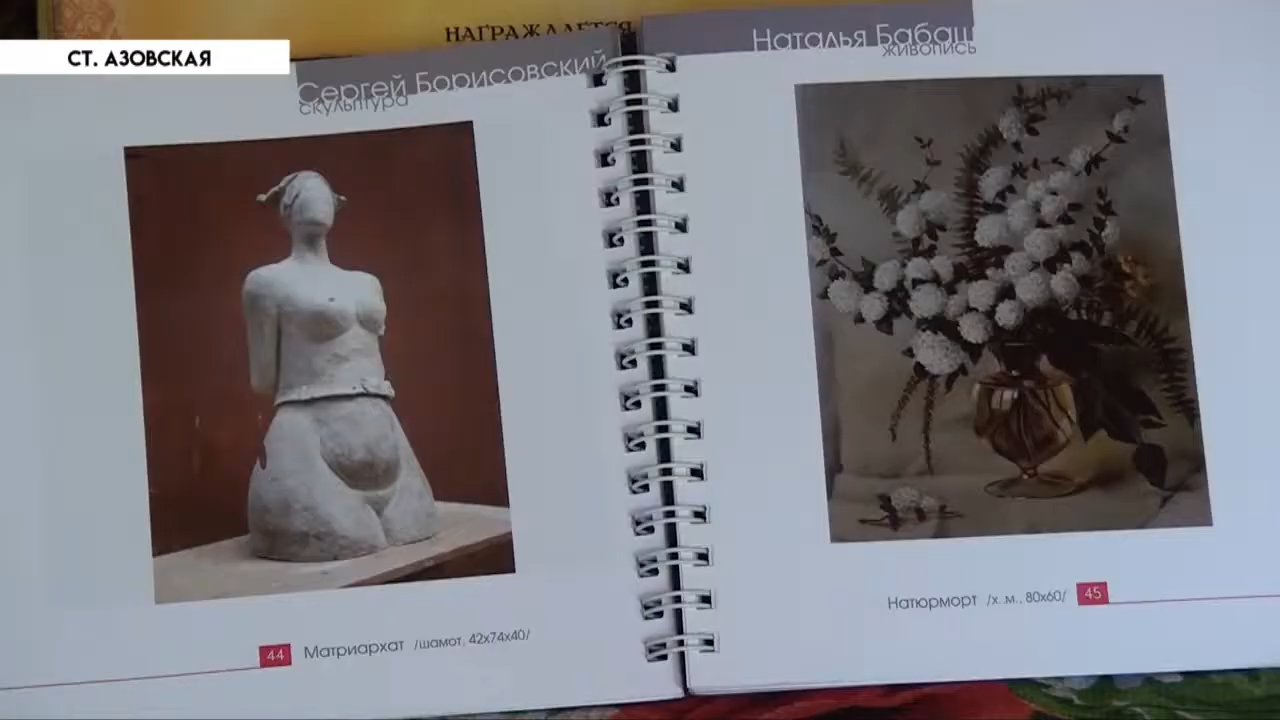 СТ. АЗОВСКАЯ
НАГРАЖДАЕТСЯ
Сергей Борисовский
скульптура
Наталья Бабаш
живопись
44 Матриархат /шамот, 42х74х40/
Натюрморт /х.м., 80х60/ 45